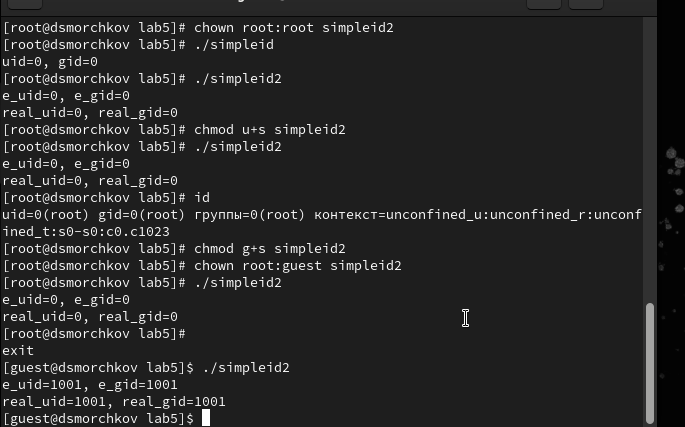 [root@dsmorchkov lab5]# chown root:root simpleid2
[root@dsmorchkov lab5]# ./simpleid
uid=0, gid=0
[root@dsmorchkov lab5]# ./simpleid2
e_uid=0, e_gid=0
real_uid=0, real_gid=0
[root@dsmorchkov lab5]# chmod u+s simpleid2
[root@dsmorchkov lab5]# ./simpleid2
e_uid=0, e_gid=0
real_uid=0, real_gid=0
[root@dsmorchkov lab5]# id
uid=0(root) gid=0(root) группы=0(root) контекст=unconfined_u:unconfined_r:unconf
ined_t:s0-s0:c0.c1023
[root@dsmorchkov lab5]# chmod g+s simpleid2
[root@dsmorchkov lab5]# chown root:guest simpleid2
[root@dsmorchkov lab5]# ./simpleid2
e_uid=0, e_gid=0
real_uid=0, real_gid=0
[root@dsmorchkov lab5]#
exit
[guest@dsmorchkov lab5]$ ./simpleid2
e_uid=1001, e_gid=1001
real_uid=1001, real_gid=1001
[guest@dsmorchkov lab5]$